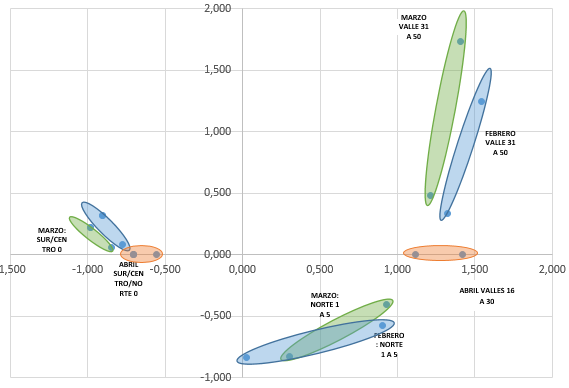 2,000
MARZO
VALLE 31
A 50
1,500
1,000
FEBRERO
VALLE 31
A 50
0,500
MARZO:
SUR/CEN
TRO 0
0,000
1,500
-1,000
-0,500
0,000
0,500
1,000
1,500
2,000
ABRIL
SUR/CEN
TRO/NO
RTE 0
ABRIL VALLES 16
A 30
MARZO:
NORTE 1
A 5
-0,500
FEBRERO
: NORTE
1 A 5
-1,000